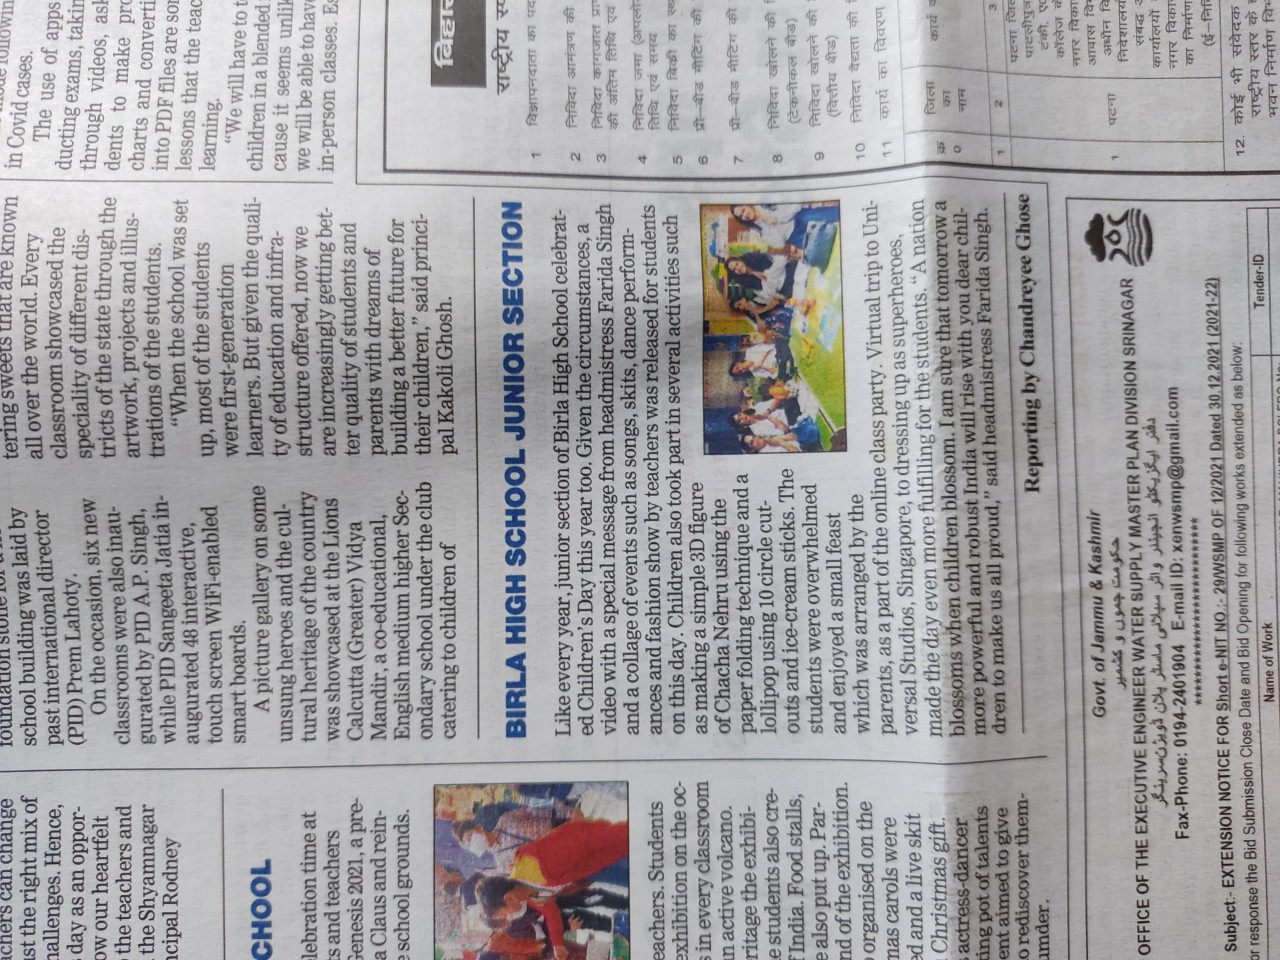 achers can change
ust the right mix of
hallenges. Hence,
s day as an oppor-
ow our heartfelt
o the teachers and
the Shyamnagar
ncipal Rodney
CHOOL
lebration time at
ts and teachers
Genesis 2021, a pre-
a Claus and rein-
e school grounds.
eachers. Students
exhibition on the oc-
s in every classroom
an active volcano.
ritage the exhibi-
e students also cre-
f India. Food stalls,
e also put up. Par-
nd of the exhibition.
organised on the
mas carols were
ed and a live skit
Christmas gift.
actress-dancer
ting pot of talents
ent aimed to give
o rediscover them-
under.
school building was laid by
past international director
(PID) Prem Lahoty.
On the occasion, six new
classrooms were also inau-
gurated by PID A.P. Singh,
while PID Sangeeta Jatia in-
augurated 48 interactive,
touch screen WiFi-enabled
smart boards.
A picture gallery on some
unsung heroes and the cul-
tural heritage of the country
was showcased at the Lions
Calcutta (Greater) Vidya
Mandir, a co-educational,
English medium higher Sec-
ondary school under the club
catering to children of
tering sweets that are known
all over the world. Every
classroom showcased the
speciality of different dis-
tricts of the state through the
artwork, projects and illus-
trations of the students.
"When the school was set
up, most of the students
were first-generation
learners. But given the quali-
ty of education and infra-
structure offered, now we
are increasingly getting bet-
ter quality of students and
parents with dreams of
building a better future for
their children," said princi-
pal Kakoli Ghosh.
BIRLA HIGH SCHOOL JUNIOR SECTION
Like every year, junior section of Birla High School celebrat-
ed Children's Day this year too. Given the circumstances, a
video with a special message from headmistress Farida Singh
and a collage of events such as songs, skits, dance perform-
ances and fashion show by teachers was released for students
on this day. Children also took part in several activities such
as making a simple 3D figure
of Chacha Nehru using the
paper folding technique and a
lollipop using 10 circle cut-
outs and ice-cream sticks. The
students were overwhelmed
and enjoyed a small feast
which was arranged by the
parents, as a part of the online class party. Virtual trip to Uni-
versal Studios, Singapore, to dressing up as superheroes,
made the day even more fulfilling for the students. "A nation
blossoms when children blossom. I am sure that tomorrow a
more powerful and robust India will rise with you dear chil-
dren to make us all proud," said headmistress Farida Singh.
Reporting by Chandreyee Ghose
in Covid cases.
The use of apps
ducting exams, takin
through videos, ask
dents to make pro
charts and converti
into PDF files are som
lessons that the teac
learning.
"We will have to t
children in a blended
cause it seems unlik
we will be able to hav
in-person classes. Es
Govt. of Jammu & Kashmir
حکومت جموں و کشمیر
OFFICE OF THE EXECUTIVE ENGINEER WATER SUPPLY MASTER PLAN DIVISION SRINAGAR
دفتر ایگزیکٹو انجینئر واٹر سپلائی ماسٹر پلان ڈویژن سرینگر
Fax-Phone: 0194-2401904 E-mail ID: xenwsmp@gmail.com
Subject:- EXTENSION NOTICE FOR Short e-NIT NO.:- 29/WSMP OF 12/2021 Dated 30.12.2021 (2021-22)
or response the Bid Submission Close Date and Bid Opening for following works extended as below:
Name of Work
Tender-ID
राष्ट्रीय
1 विज्ञापनदाता का
2 निविदा आमंत्रण की
3
की अंतिम तिथि एवं
4 निविदा जमा
तिथि एवं समय
5 निविदा बिक्री का
6 प्री-बीड मीटिंग की
7 प्री-बीड मीटिंग की
8 निविदा खोलने की
(टेकनीकल बीड)
9 निविदा खोलने की
(वित्तीय बीड)
10 निविदा वैधता की
11 कार्य का विवरण
जिला
का
नाम
कार्य
1 2 3
1 पटना
12. कोई भी संवेदक
राष्ट्रीय स्तर के
भवन निर्माण